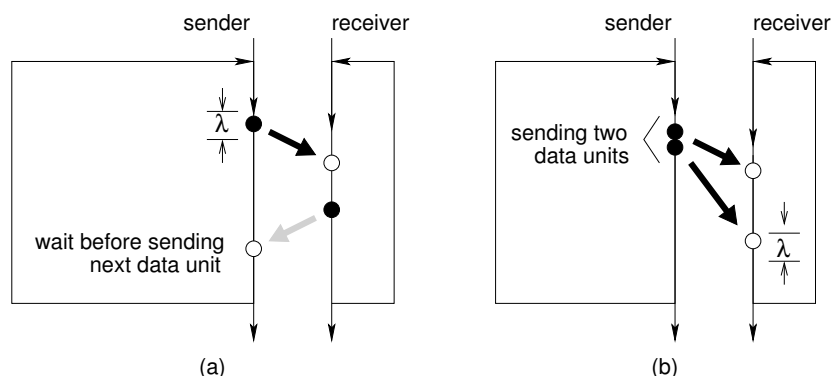 sender
receiver
λ
wait before sending
next data unit
(a)
sender
receiver
sending two
data units
λ
(b)